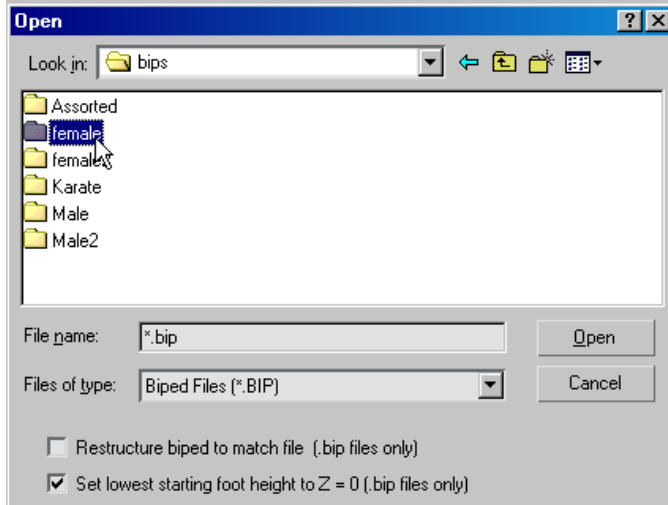 Open
Look in: bips
Assorted
female
Karate
Male
Male2
File name: *.bip Open
Files of type: Biped Files (*.BIP) Cancel
Restructure biped to match file (.bip files only)
Set lowest starting foot height to Z = 0 (.bip files only)